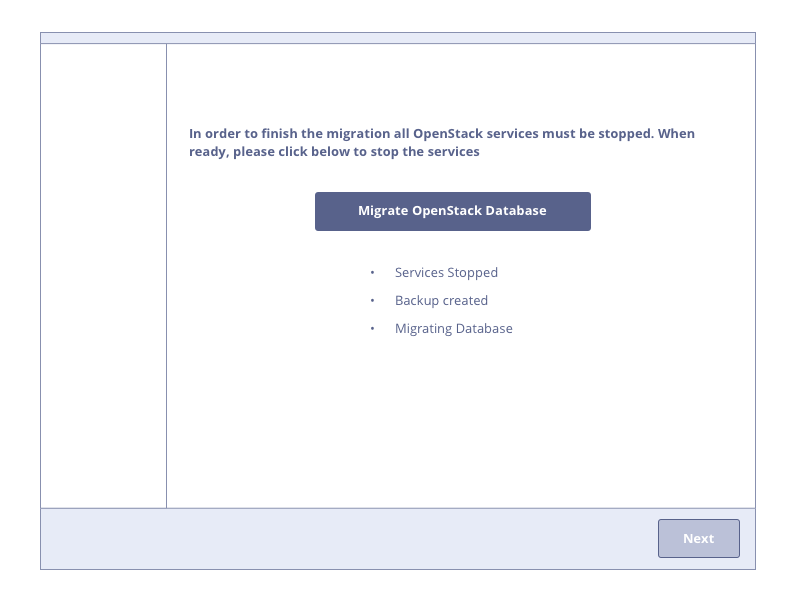 In order to finish the migration all OpenStack services must be stopped. When
ready, please click below to stop the services
Migrate OpenStack Database
• Services Stopped
• Backup created
• Migrating Database
Next